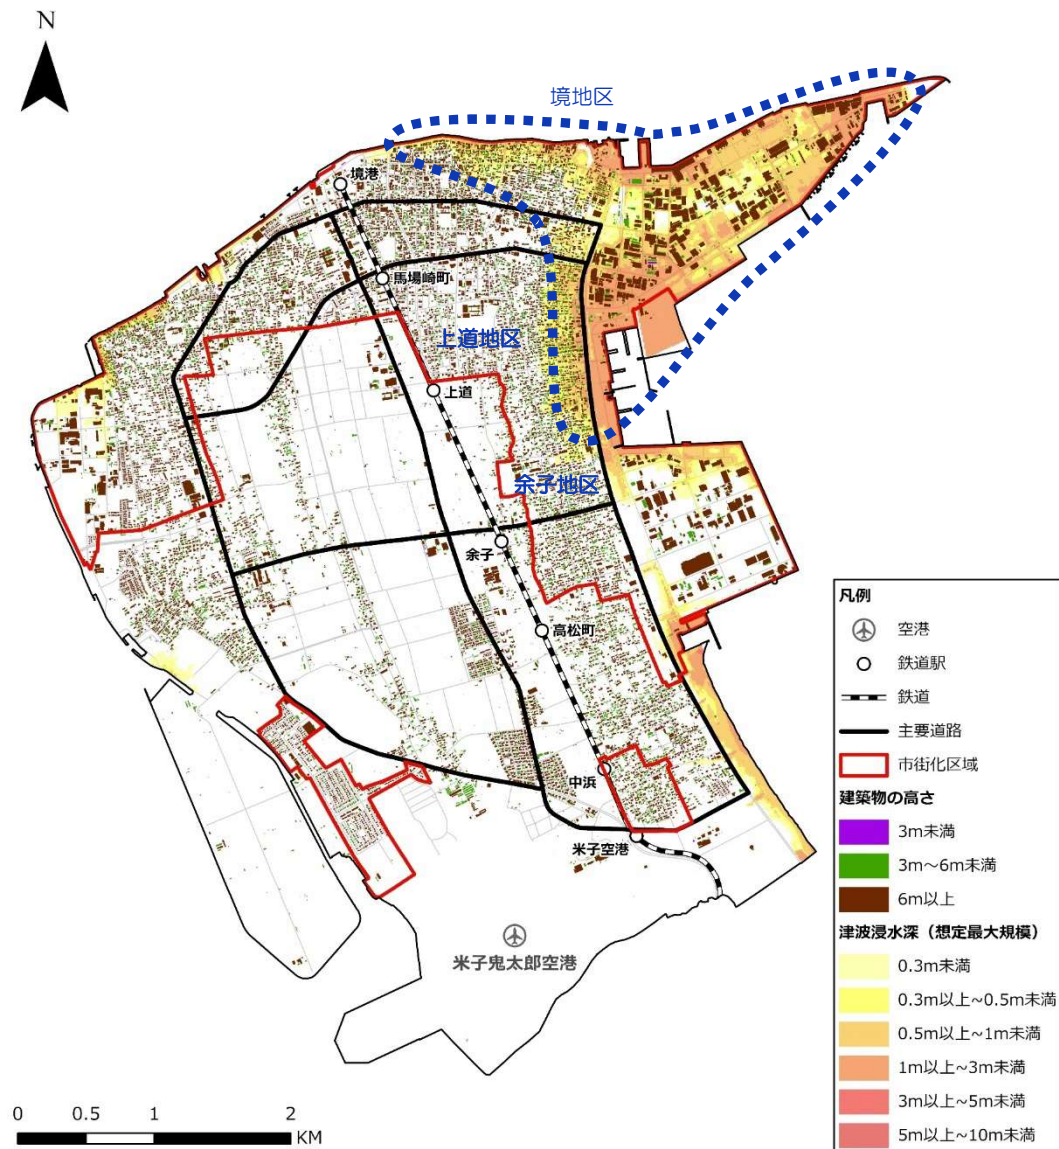 N
境地区
境港
馬場崎町
上道地区
上道
余子地区
余子
高松町
中浜
米子空港
米子鬼太郎空港
0 0.5 1 2
KM
凡例
空港
鉄道駅
鉄道
主要道路
市街化区域
建築物の高さ
3m未満
3m～6m未満
6m以上
津波浸水深（想定最大規模）
0.3m未満
0.3m以上~0.5m未満
0.5m以上~1m未満
1m以上~3m未満
3m以上~5m未満
5m以上~10m未満